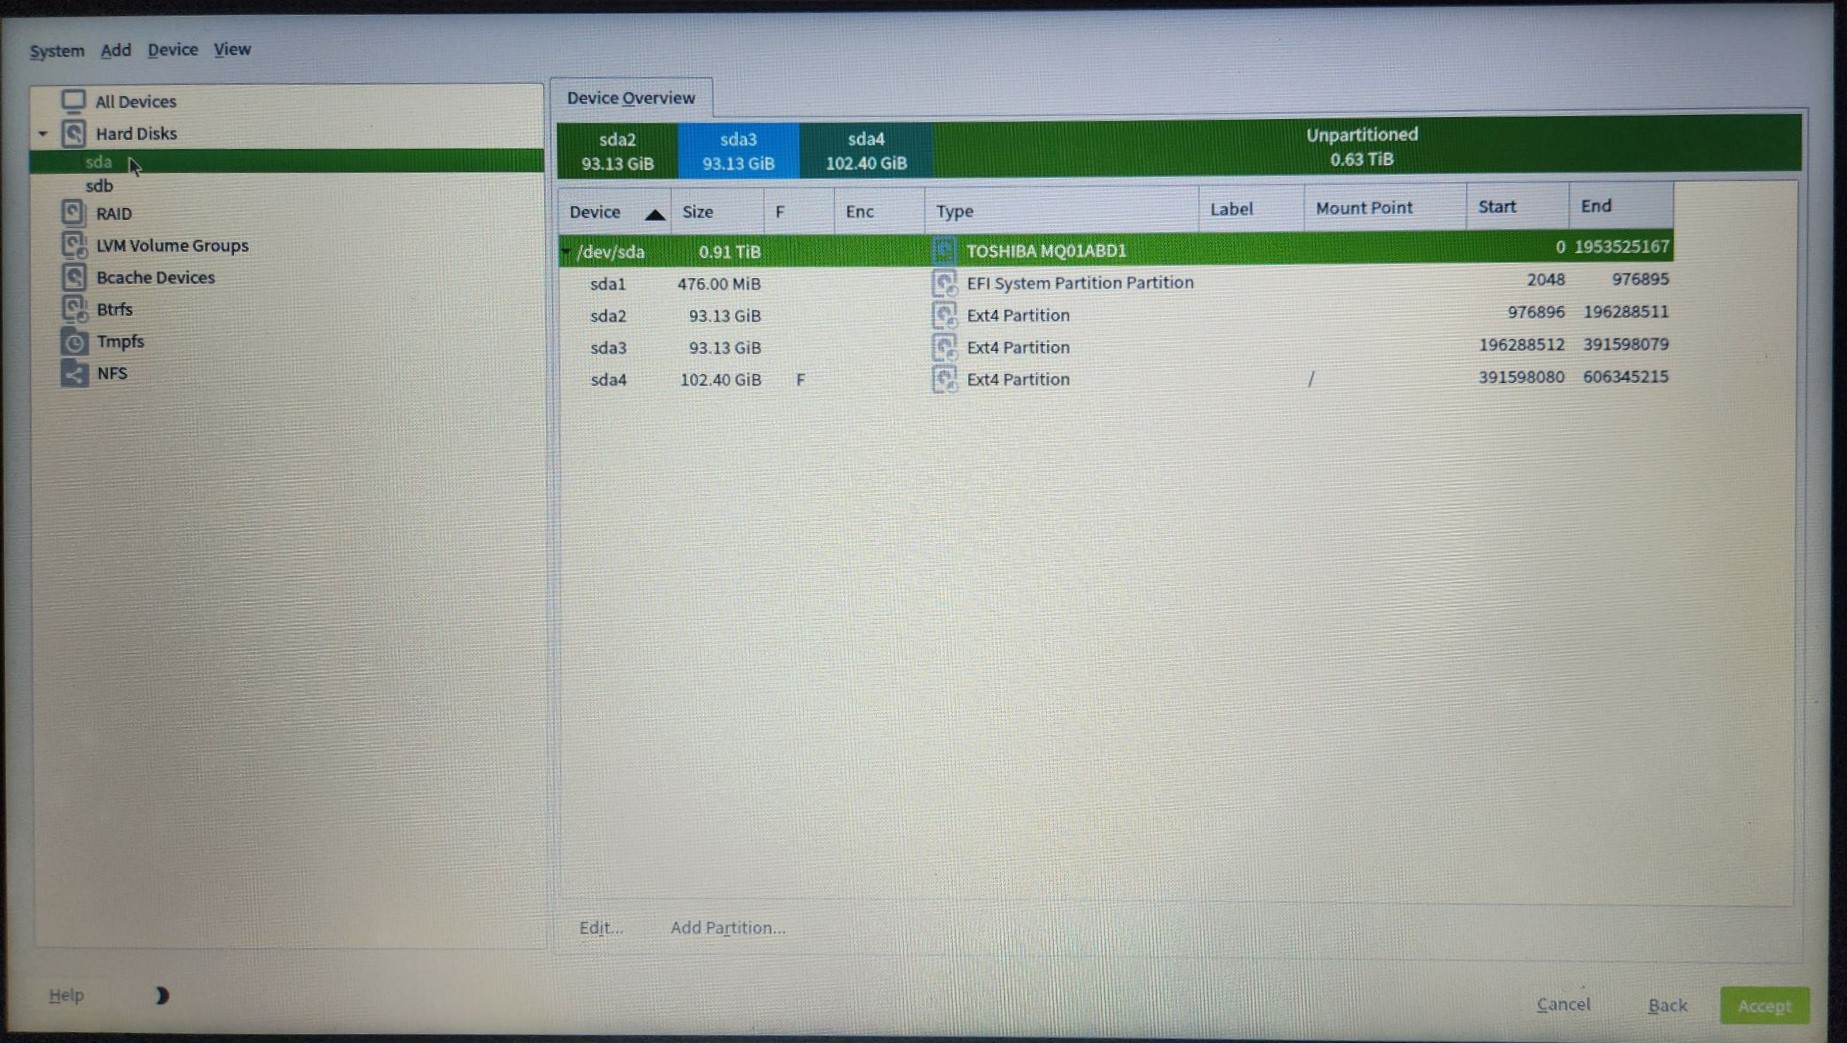 System Add Device View
All Devices
Hard Disks
sda
sdb
RAID
LVM Volume Groups
Bcache Devices
Btrfs
Tmpfs
NFS
Device Overview
sda2 sda3 sda4 Unpartitioned
93.13 GiB 93.13 GiB 102.40 GiB 0.63 TiB
Device Size F Enc Type Label Mount Point Start End
/dev/sda 0.91 TiB TOSHIBA MQ01ABD1 0 1953525167
sda1 476.00 MiB EFI System Partition Partition 2048 976895
sda2 93.13 GiB Ext4 Partition 976896 196288511
sda3 93.13 GiB Ext4 Partition 196288512 391598079
sda4 102.40 GiB F Ext4 Partition / 391598080 606345215
Edit... Add Partition...
Help Cancel Back Accept